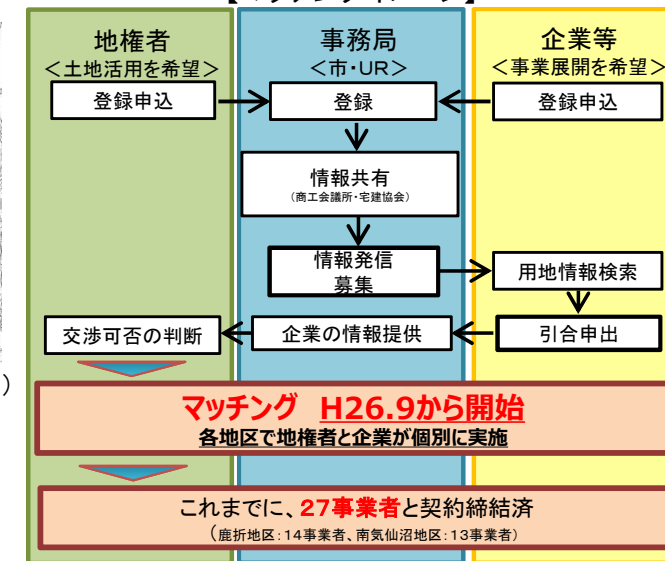 地権者
<土地活用を希望>
事務局
<市・UR>
企業等
<事業展開を希望>
登録申込
登録
登録申込
情報共有
(商工会議所・宅建協会)
情報発信
募集
用地情報検索
交渉可否の判断
企業の情報提供
引合申出
)
マッチング H26.9から開始
各地区で地権者と企業が個別に実施
これまでに、27事業者と契約締結済
(鹿折地区:14事業者、南気仙沼地区:13事業者)